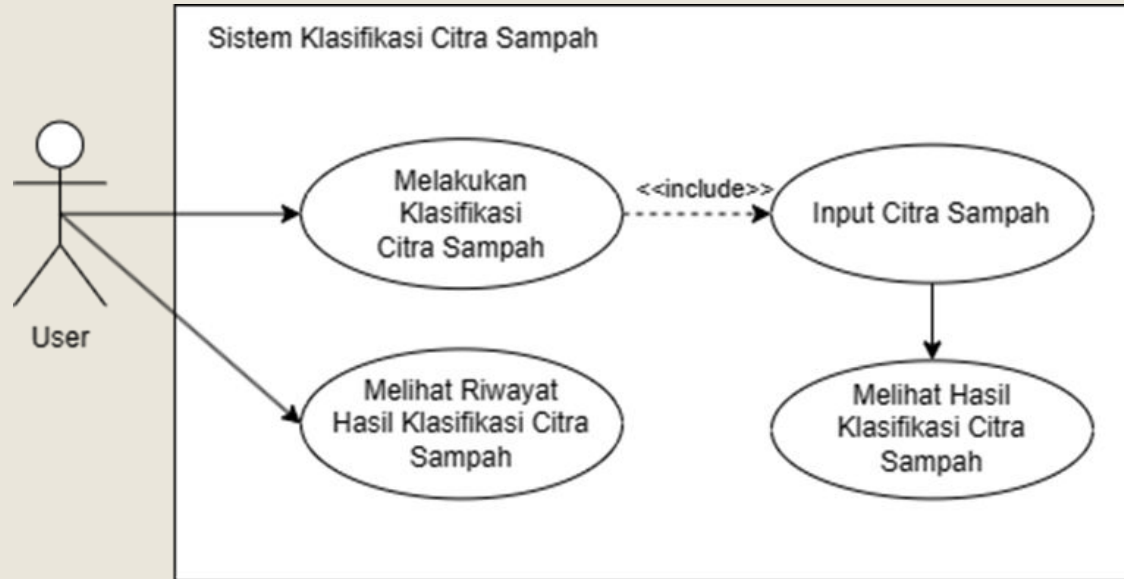 Sistem Klasifikasi Citra Sampah
Melakukan
Klasifikasi
Citra Sampah
<<include>>
Input Citra Sampah
User
Melihat Riwayat
Hasil Klasifikasi Citra
Sampah
Melihat Hasil
Klasifikasi Citra
Sampah